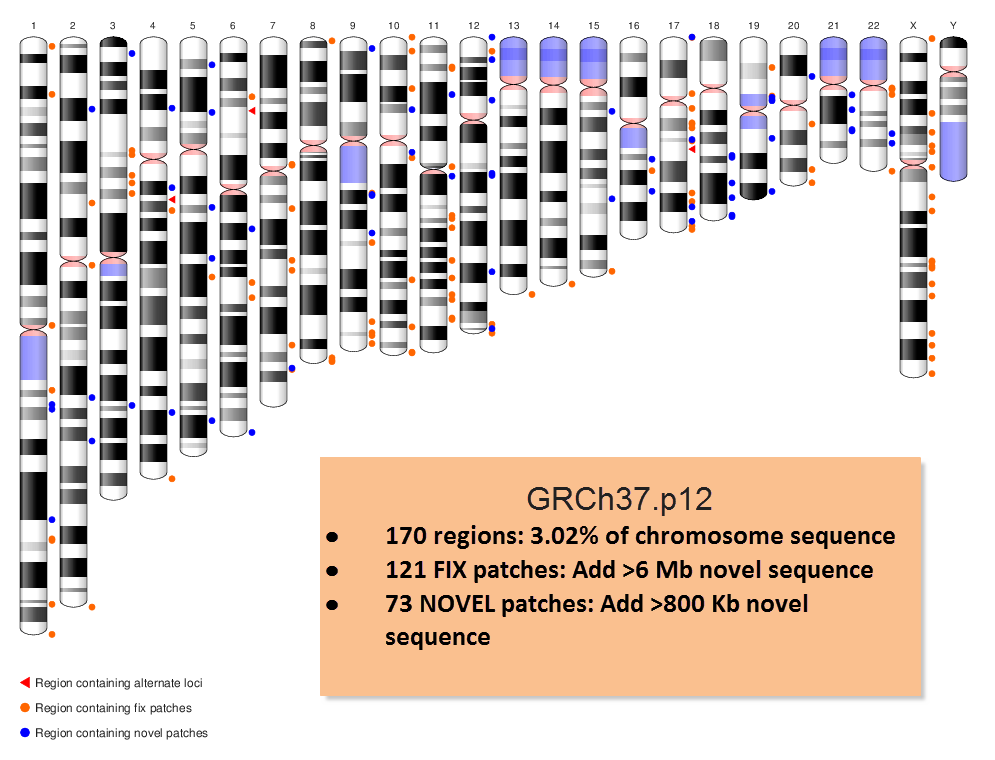 1 2 3 4 5 6 7 8 9 10 11 12 13 14 15 16 17 18 19 20 21 22 X Y
GRCh37.p12
● 170 regions: 3.02% of chromosome sequence
● 121 FIX patches: Add >6 Mb novel sequence
● 73 NOVEL patches: Add >800 Kb novel
sequence
Region containing alternate loci
Region containing fix patches
Region containing novel patches